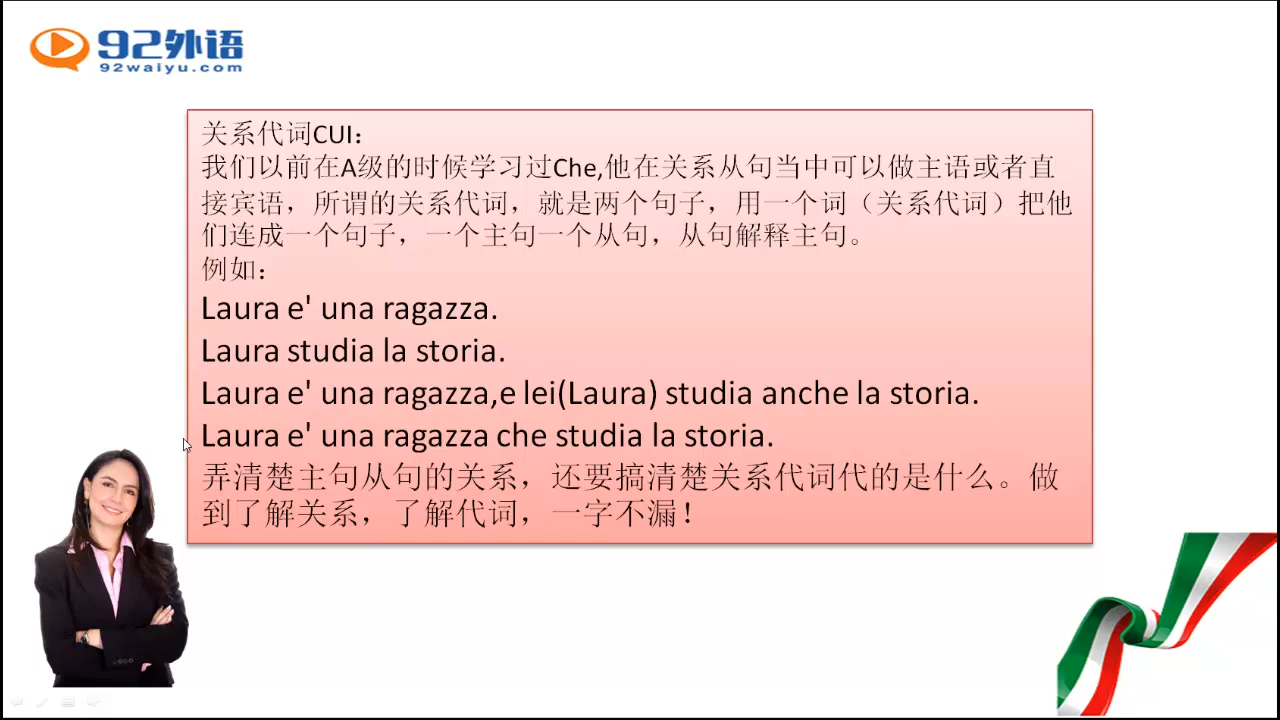 92外语
92waiyu.com
关系代词CUI：
我们以前在A级的时候学习过Che,他在关系从句当中可以做主语或者直
接宾语，所谓的关系代词，就是两个句子，用一个词（关系代词）把他
们连成一个句子，一个主句一个从句，从句解释主句。
例如：
Laura e' una ragazza.
Laura studia la storia.
Laura e' una ragazza,e lei(Laura) studia anche la storia.
Laura e' una ragazza che studia la storia.
弄清楚主句从句的关系，还要搞清楚关系代词代的是什么。做
到了解关系，了解代词，一字不漏！